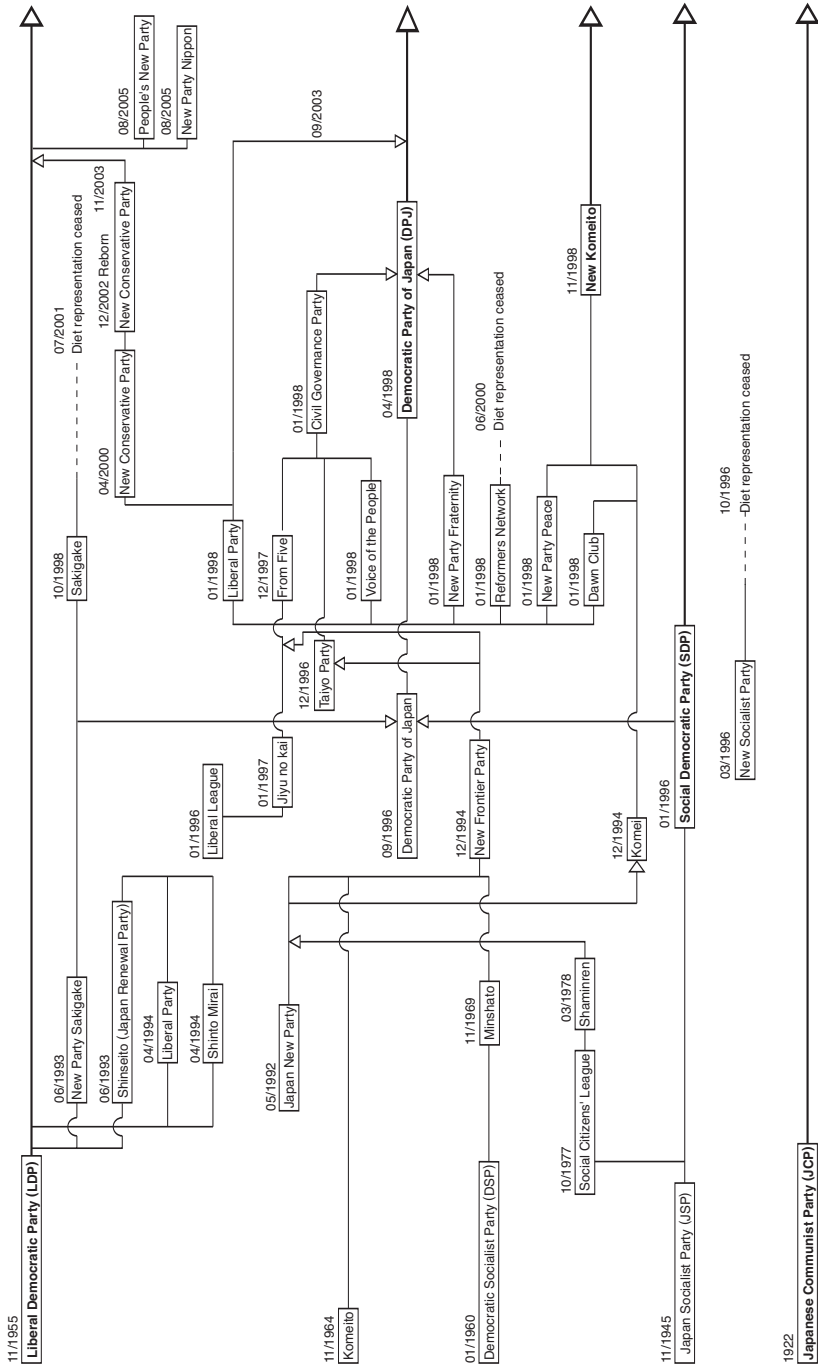 11/1955
Liberal Democratic Party (LDP)
06/1993
New Party Sakigake
10/1998
Sakigake
07/2001
Diet representation ceased
06/1993
Shinseito (Japan Renewal Party)
04/1994
Liberal Party
04/1994
Shinto Mirai
04/2000
New Conservative Party
12/2002 Reborn
11/2003
New Conservative Party
08/2005
People's New Party
08/2005
New Party Nippon
01/1996
Liberal League
01/1998
Liberal Party
09/2003
05/1992
Japan New Party
01/1997
Jiyu no kai
12/1997
From Five
01/1998
Civil Governance Party
12/1996
Taiyo Party
11/1964
Komeito
01/1998
Voice of the People
09/1996
Democratic Party of Japan
04/1998
Democratic Party of Japan (DPJ)
01/1998
New Party Fraternity
01/1960
Democratic Socialist Party (DSP)
11/1969
Minshato
12/1994
New Frontier Party
01/1998
Reformers Network
06/2000
Diet representation ceased
01/1998
New Party Peace
10/1977
Social Citizens' League
03/1978
Shaminren
01/1998
Dawn Club
11/1998
New Komeito
12/1994
Komei
11/1945
Japan Socialist Party (JSP)
01/1996
Social Democratic Party (SDP)
03/1996
New Socialist Party
10/1996
Diet representation ceased
1922
Japanese Communist Party (JCP)